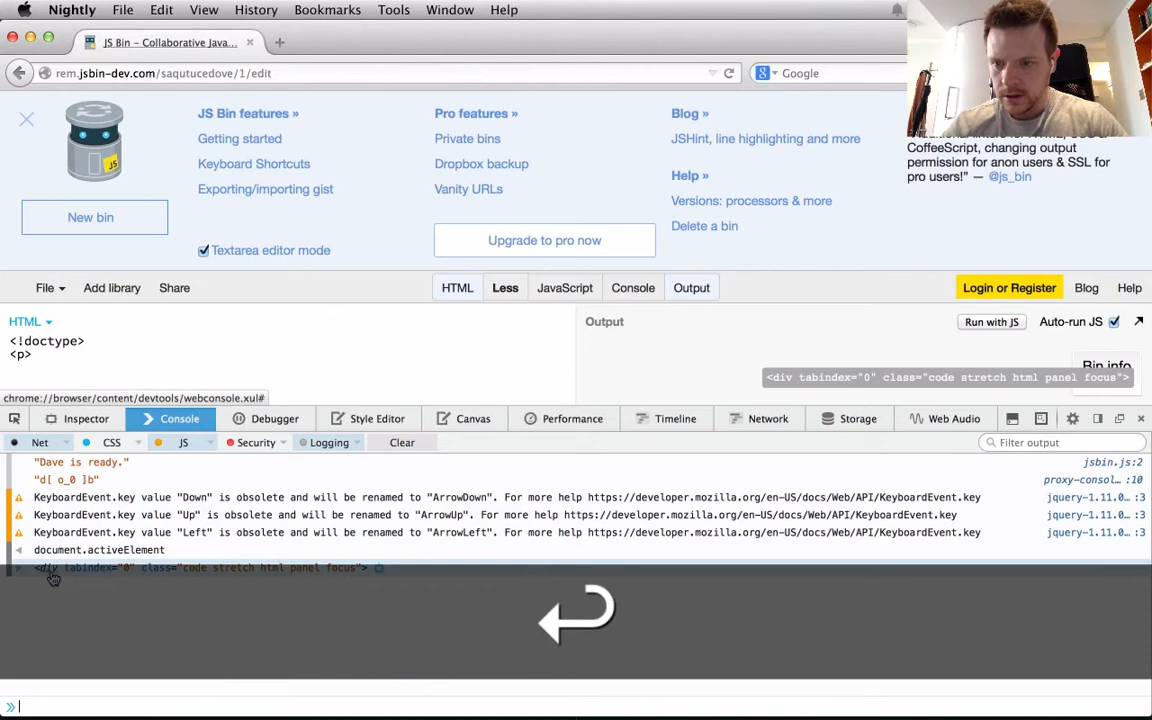 Nightly File Edit View History Bookmarks Tools Window Help
JS Bin – Collaborative Java...
rem.jsbin-dev.com/saqutucedove/1/edit
Google
JS Bin features »
Getting started
Keyboard Shortcuts
Exporting/importing gist
Textarea editor mode
New bin
JS
Pro features »
Private bins
Dropbox backup
Vanity URLs
Upgrade to pro now
Blog »
JSHint, line highlighting and more
Help »
Versions: processors & more
Delete a bin
CoffeeScript, changing output
permission for anon users & SSL for
pro users!" — @js_bin
File Add library Share HTML Less JavaScript Console Output Login or Register Blog Help
HTML
<!doctype>
<p>
Output Run with JS Auto-run JS
Bin info
<div tabindex="0" class="code stretch html panel focus">
chrome://browser/content/devtools/webconsole.xul#
Inspector Console Debugger Style Editor Canvas Performance Timeline Network Storage Web Audio
Net CSS JS Security Logging Clear Filter output
"Dave is ready." jsbin.js:2
"d[ o_0 ]b" proxy-consol… :10
KeyboardEvent.key value "Down" is obsolete and will be renamed to "ArrowDown". For more help https://developer.mozilla.org/en-US/docs/Web/API/KeyboardEvent.key jquery-1.11.0… :3
KeyboardEvent.key value "Up" is obsolete and will be renamed to "ArrowUp". For more help https://developer.mozilla.org/en-US/docs/Web/API/KeyboardEvent.key jquery-1.11.0… :3
KeyboardEvent.key value "Left" is obsolete and will be renamed to "ArrowLeft". For more help https://developer.mozilla.org/en-US/docs/Web/API/KeyboardEvent.key jquery-1.11.0… :3
document.activeElement
<div tabindex="0" class="code stretch html panel focus">